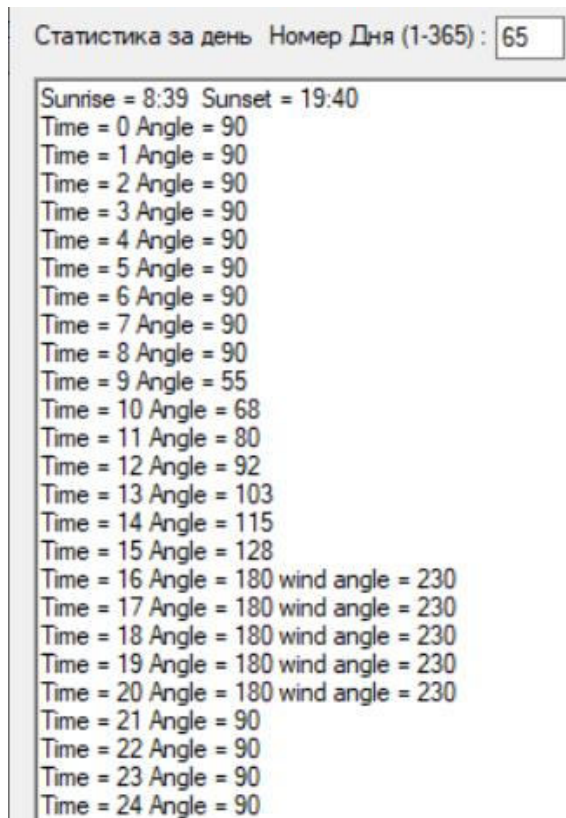 Статистика за день Номер Дня (1-365) : 65
Sunrise = 8:39 Sunset = 19:40
Time = 0 Angle = 90
Time = 1 Angle = 90
Time = 2 Angle = 90
Time = 3 Angle = 90
Time = 4 Angle = 90
Time = 5 Angle = 90
Time = 6 Angle = 90
Time = 7 Angle = 90
Time = 8 Angle = 90
Time = 9 Angle = 55
Time = 10 Angle = 68
Time = 11 Angle = 80
Time = 12 Angle = 92
Time = 13 Angle = 103
Time = 14 Angle = 115
Time = 15 Angle = 128
Time = 16 Angle = 180 wind angle = 230
Time = 17 Angle = 180 wind angle = 230
Time = 18 Angle = 180 wind angle = 230
Time = 19 Angle = 180 wind angle = 230
Time = 20 Angle = 180 wind angle = 230
Time = 21 Angle = 90
Time = 22 Angle = 90
Time = 23 Angle = 90
Time = 24 Angle = 90